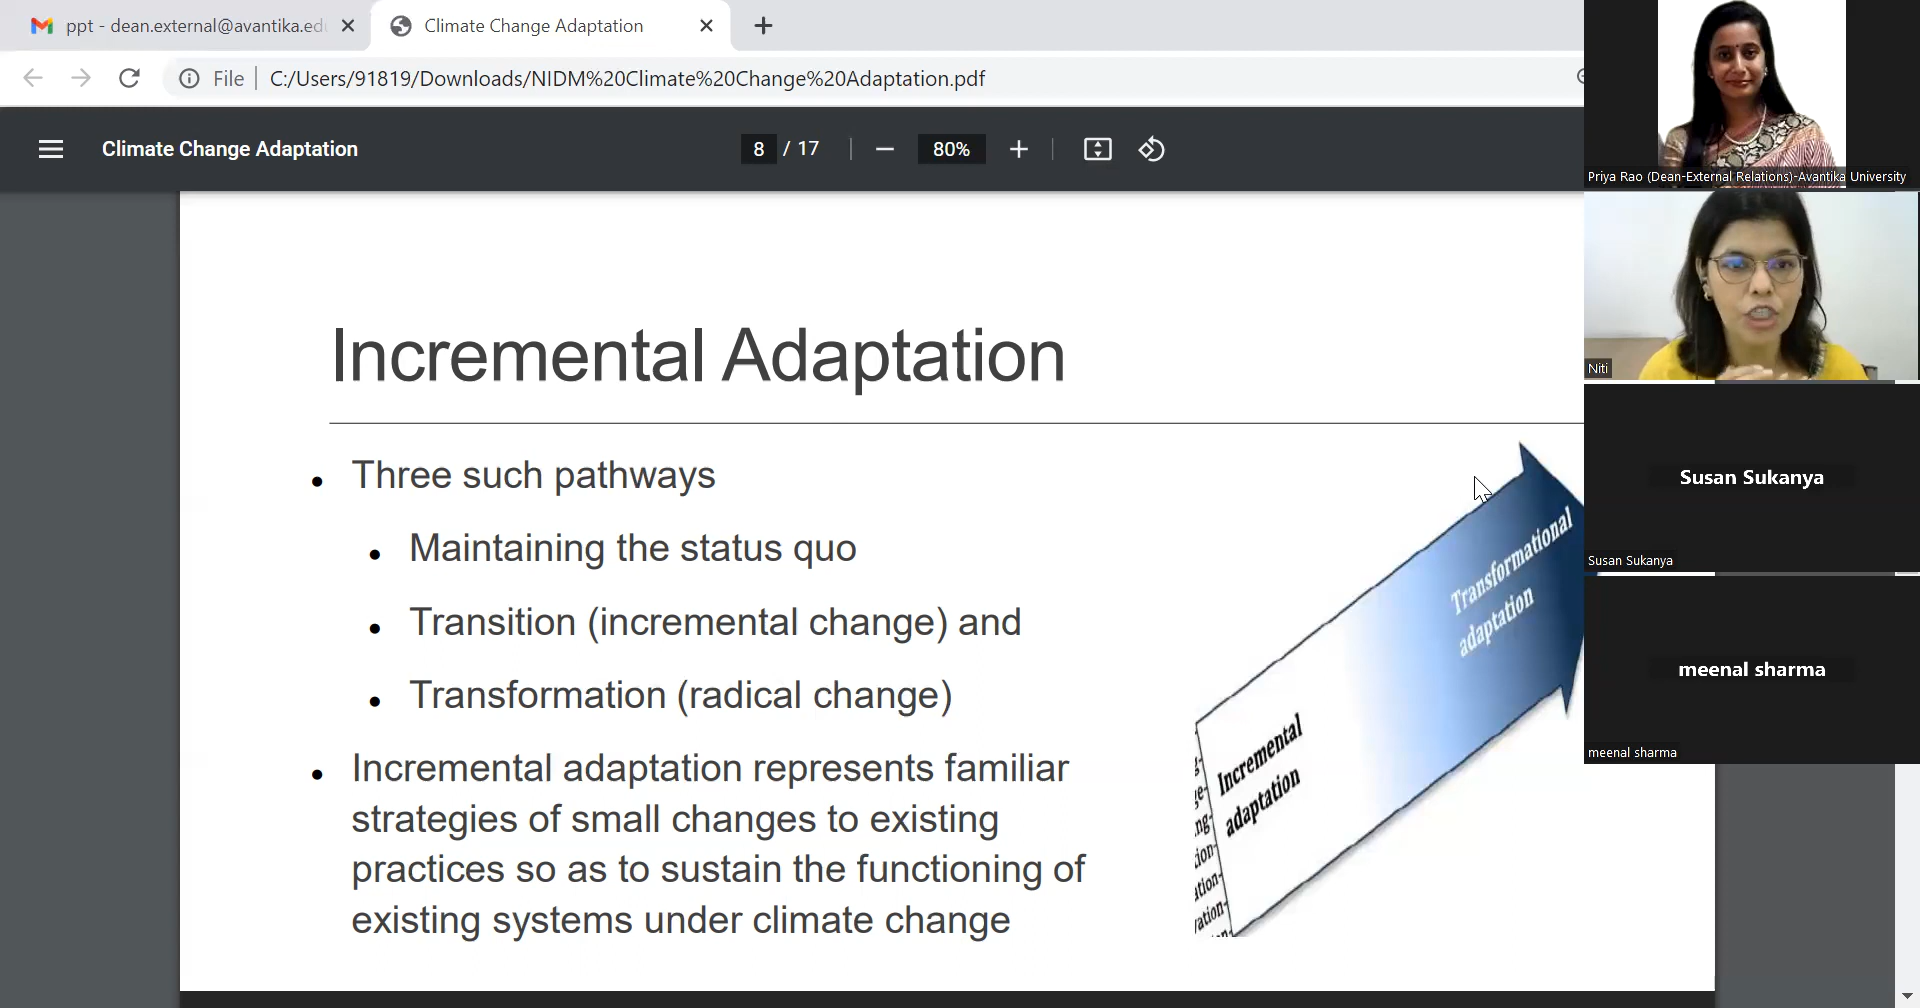 ppt - dean.external@avantika.ed
Climate Change Adaptation
File
C:/Users/91819/Downloads/NIDM%20Climate%20Change%20Adaptation.pdf
Climate Change Adaptation
8 / 17
80%
Incremental Adaptation
Three such pathways
Maintaining the status quo
Transition (incremental change) and
Transformation (radical change)
Incremental adaptation represents familiar
strategies of small changes to existing
practices so as to sustain the functioning of
existing systems under climate change
Transformational
adaptation
Incremental
adaptation
Priya Rao (Dean-External Relations)-Avantika University
Niti
Susan Sukanya
Susan Sukanya
meenal sharma
meenal sharma